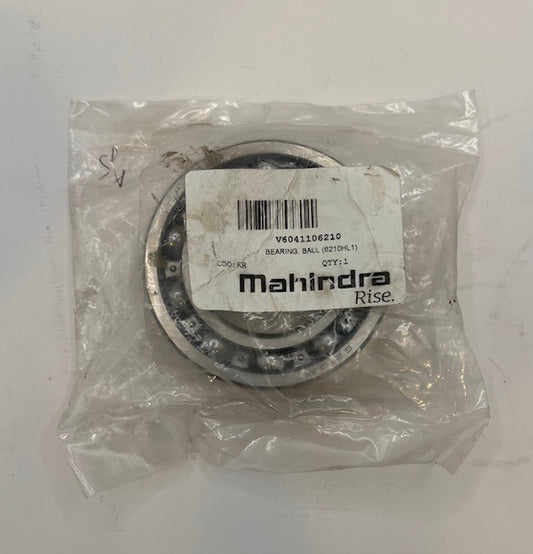 V6041106210
BEARING, BALL (6210HL1)
COO:KR QTY:1
Mahindra
Rise.